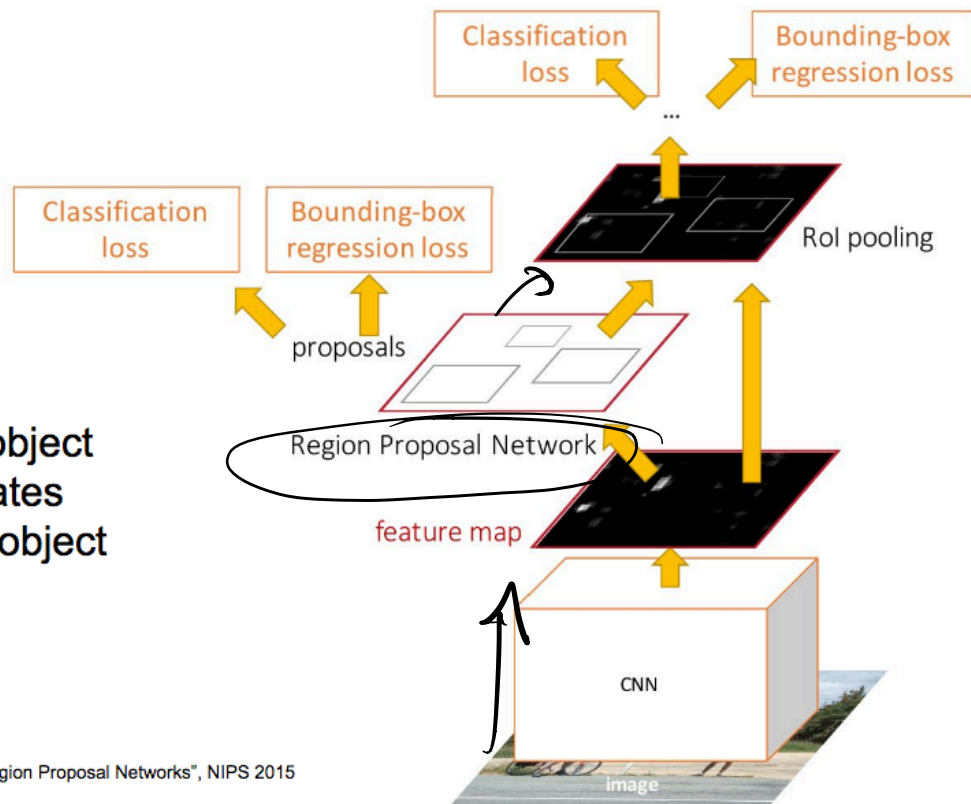 Classification
loss
Bounding-box
regression loss
...
RoI pooling
Classification
loss
Bounding-box
regression loss
proposals
Region Proposal Network
object
ates
object
feature map
CNN
image
gion Proposal Networks", NIPS 2015